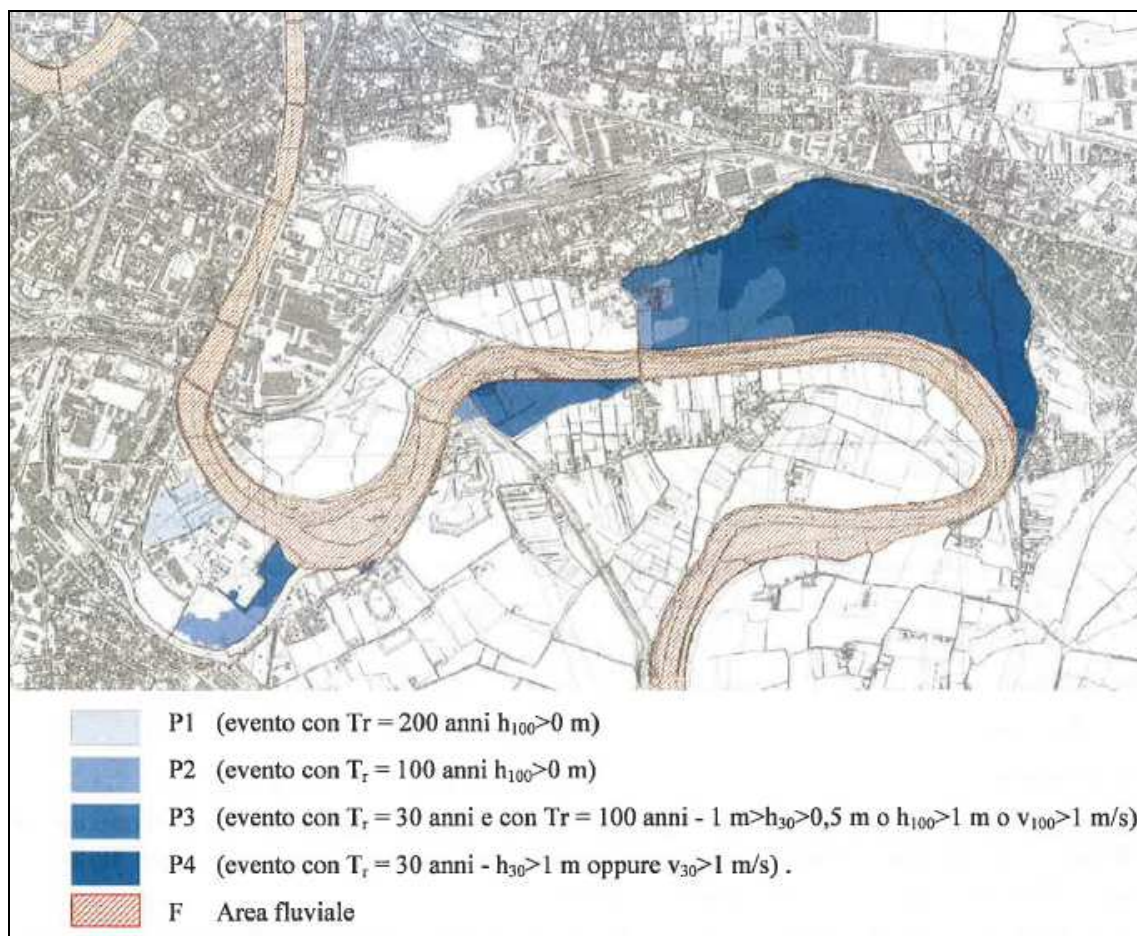 P1 (evento con Tr = 200 anni h₁₀₀>0 m)
P2 (evento con Tᵣ = 100 anni h₁₀₀>0 m)
P3 (evento con Tᵣ = 30 anni e con Tr = 100 anni - 1 m>h₃₀>0,5 m o h₁₀₀>1 m o v₁₀₀>1 m/s)
P4 (evento con Tᵣ = 30 anni - h₃₀>1 m oppure v₃₀>1 m/s) .
F Area fluviale